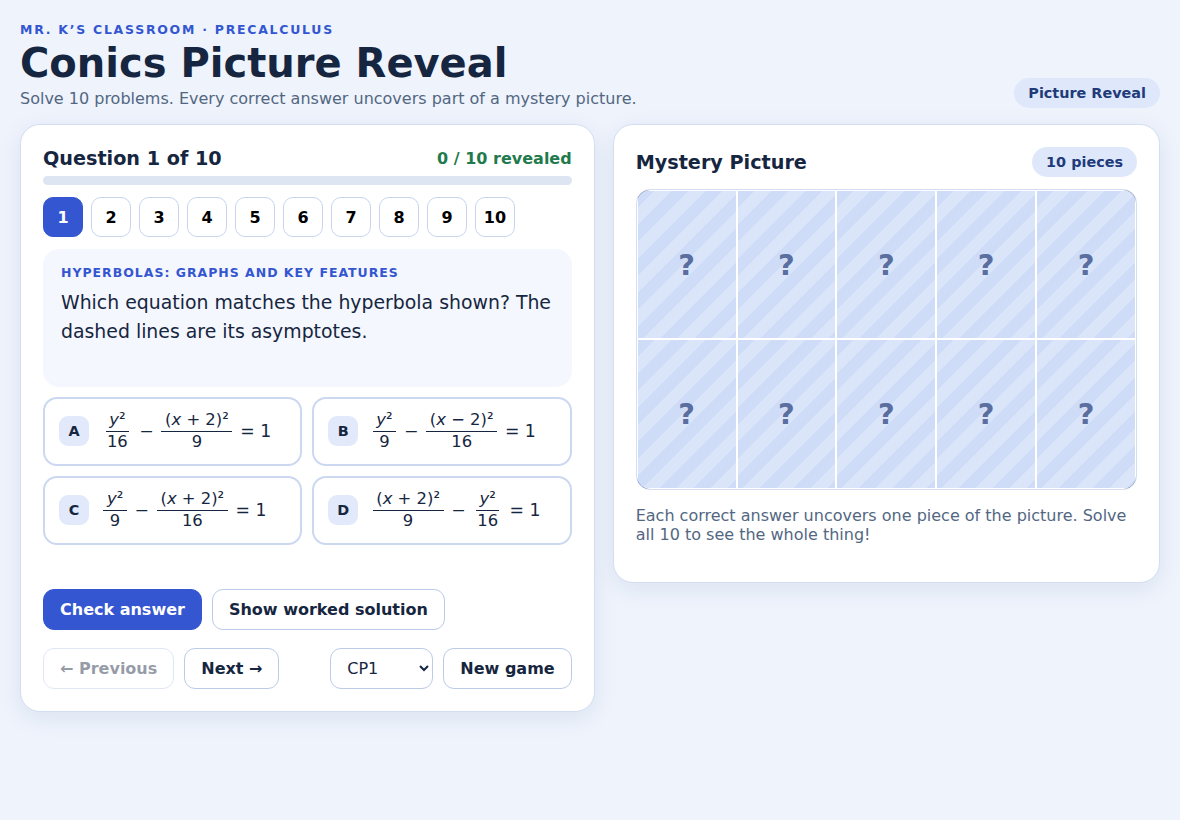 MR. K’S CLASSROOM · PRECALCULUS
Conics Picture Reveal
Solve 10 problems. Every correct answer uncovers part of a mystery picture.
Picture Reveal
Question 1 of 10
0 / 10 revealed
1 2 3 4 5 6 7 8 9 10
HYPERBOLAS: GRAPHS AND KEY FEATURES
Which equation matches the hyperbola shown? The
dashed lines are its asymptotes.
A y²/16 − (x + 2)²/9 = 1
B y²/9 − (x − 2)²/16 = 1
C y²/9 − (x + 2)²/16 = 1
D (x + 2)²/9 − y²/16 = 1
Check answer
Show worked solution
← Previous
Next →
CP1
New game
Mystery Picture
10 pieces
? ? ? ? ?
? ? ? ? ?
Each correct answer uncovers one piece of the picture. Solve
all 10 to see the whole thing!